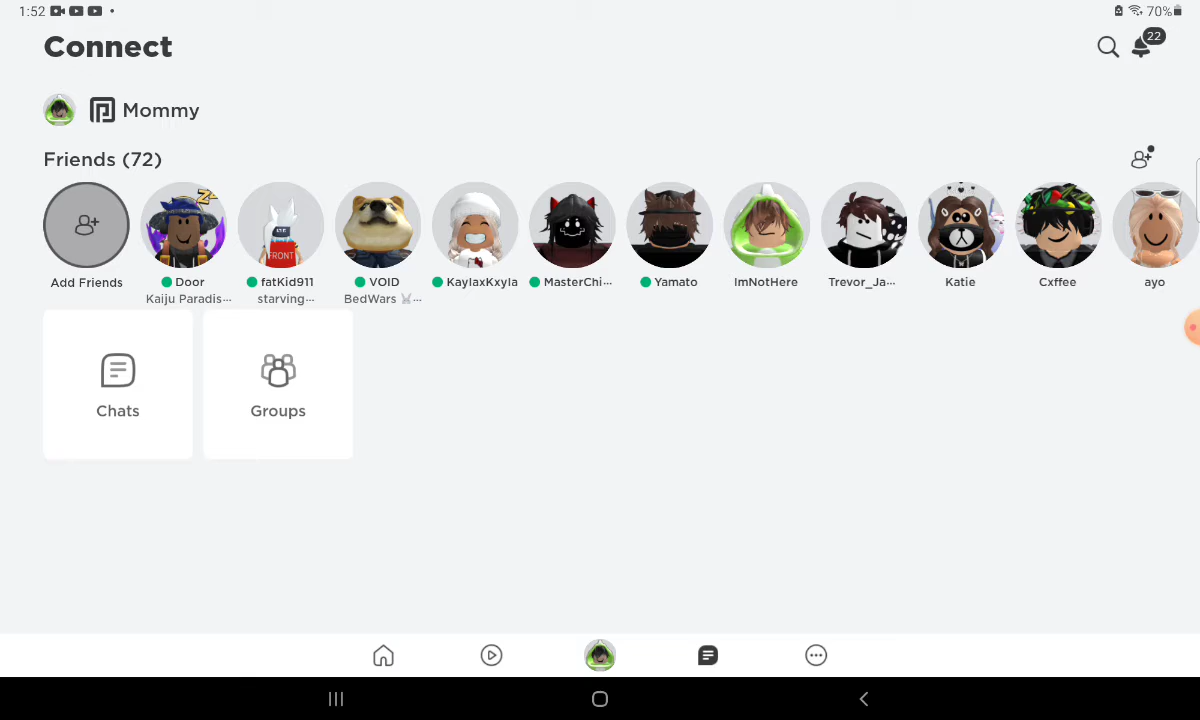 1:52
70%
Connect
22
Mommy
Friends (72)
Add Friends
Door
Kaiju Paradis...
fatKid911
starving...
VOID
BedWars 🐰...
KaylaxKxyla
MasterChi...
Yamato
ImNotHere
Trevor_Ja...
Katie
Cxffee
ayo
FRONT
Chats
Groups